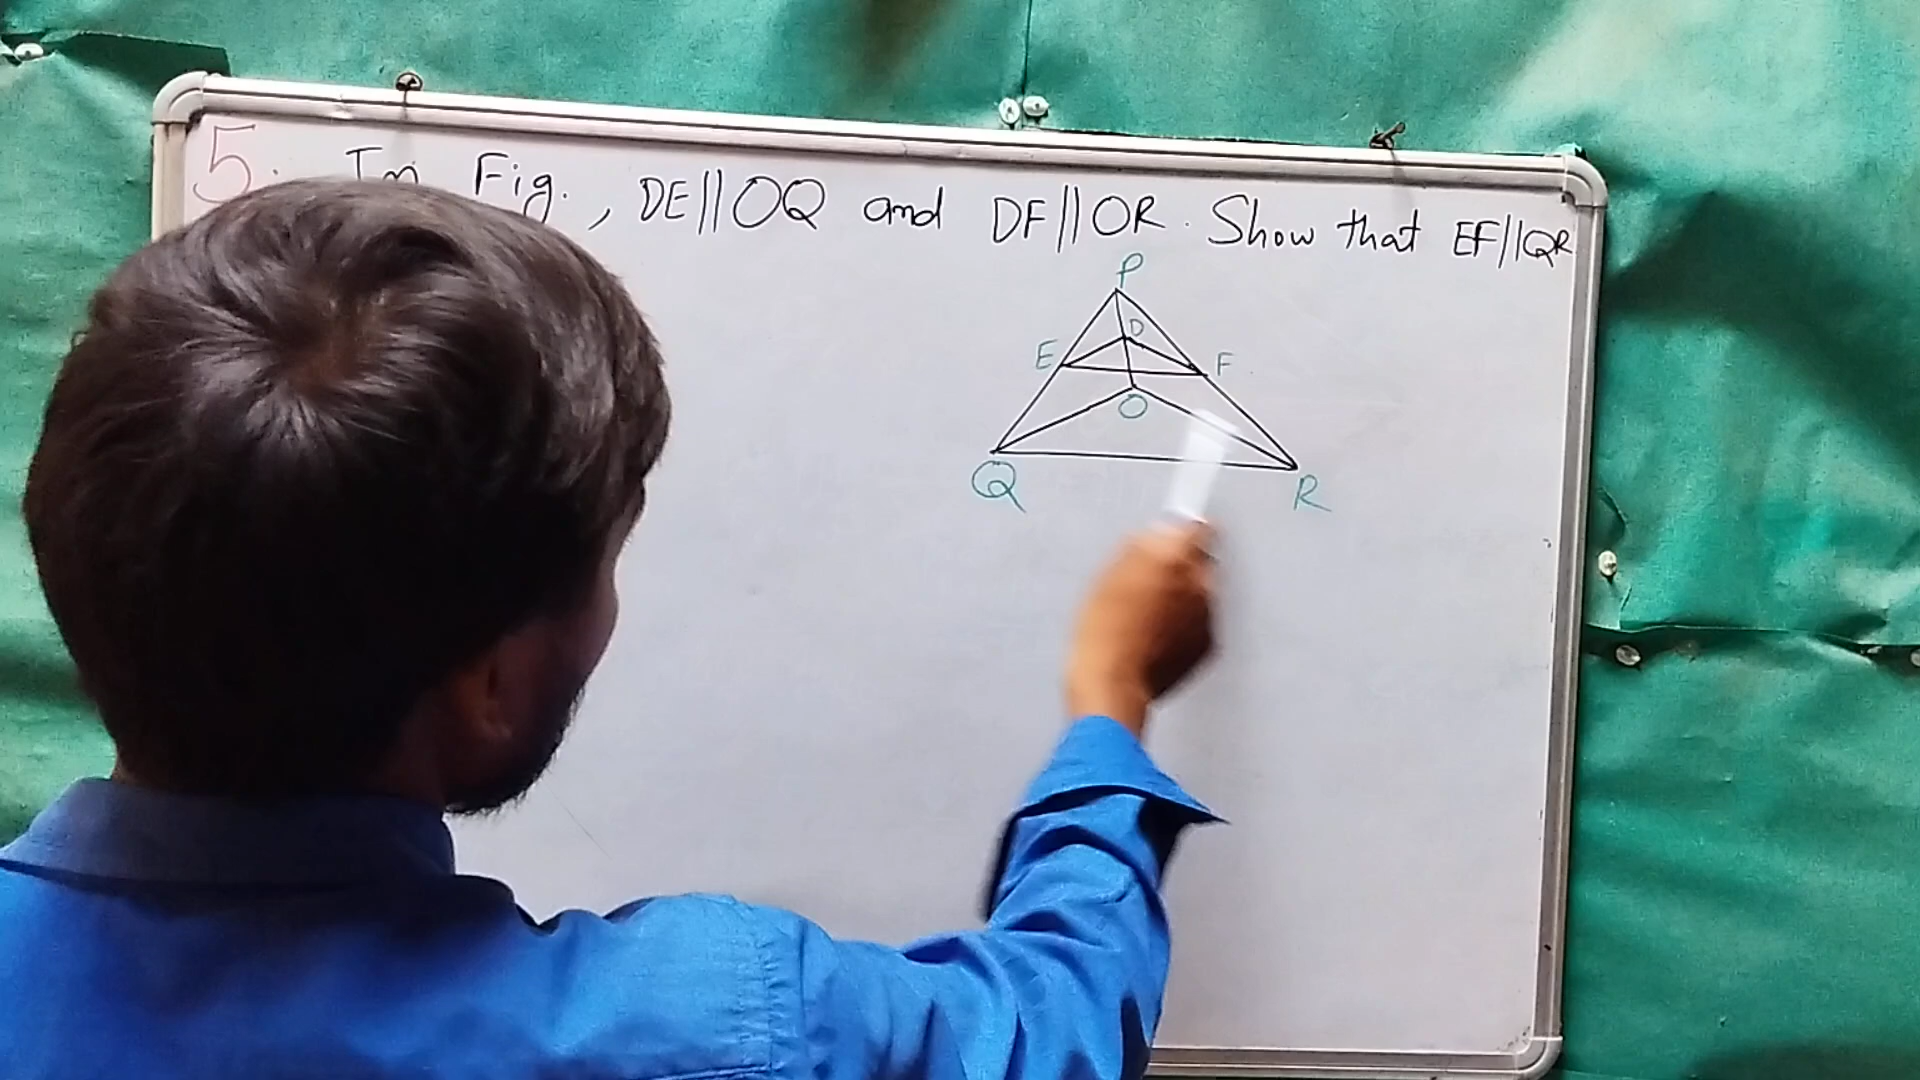 5. In Fig., DE||OQ and DF||OR. Show that EF||QR
P
D
E F
O
Q R